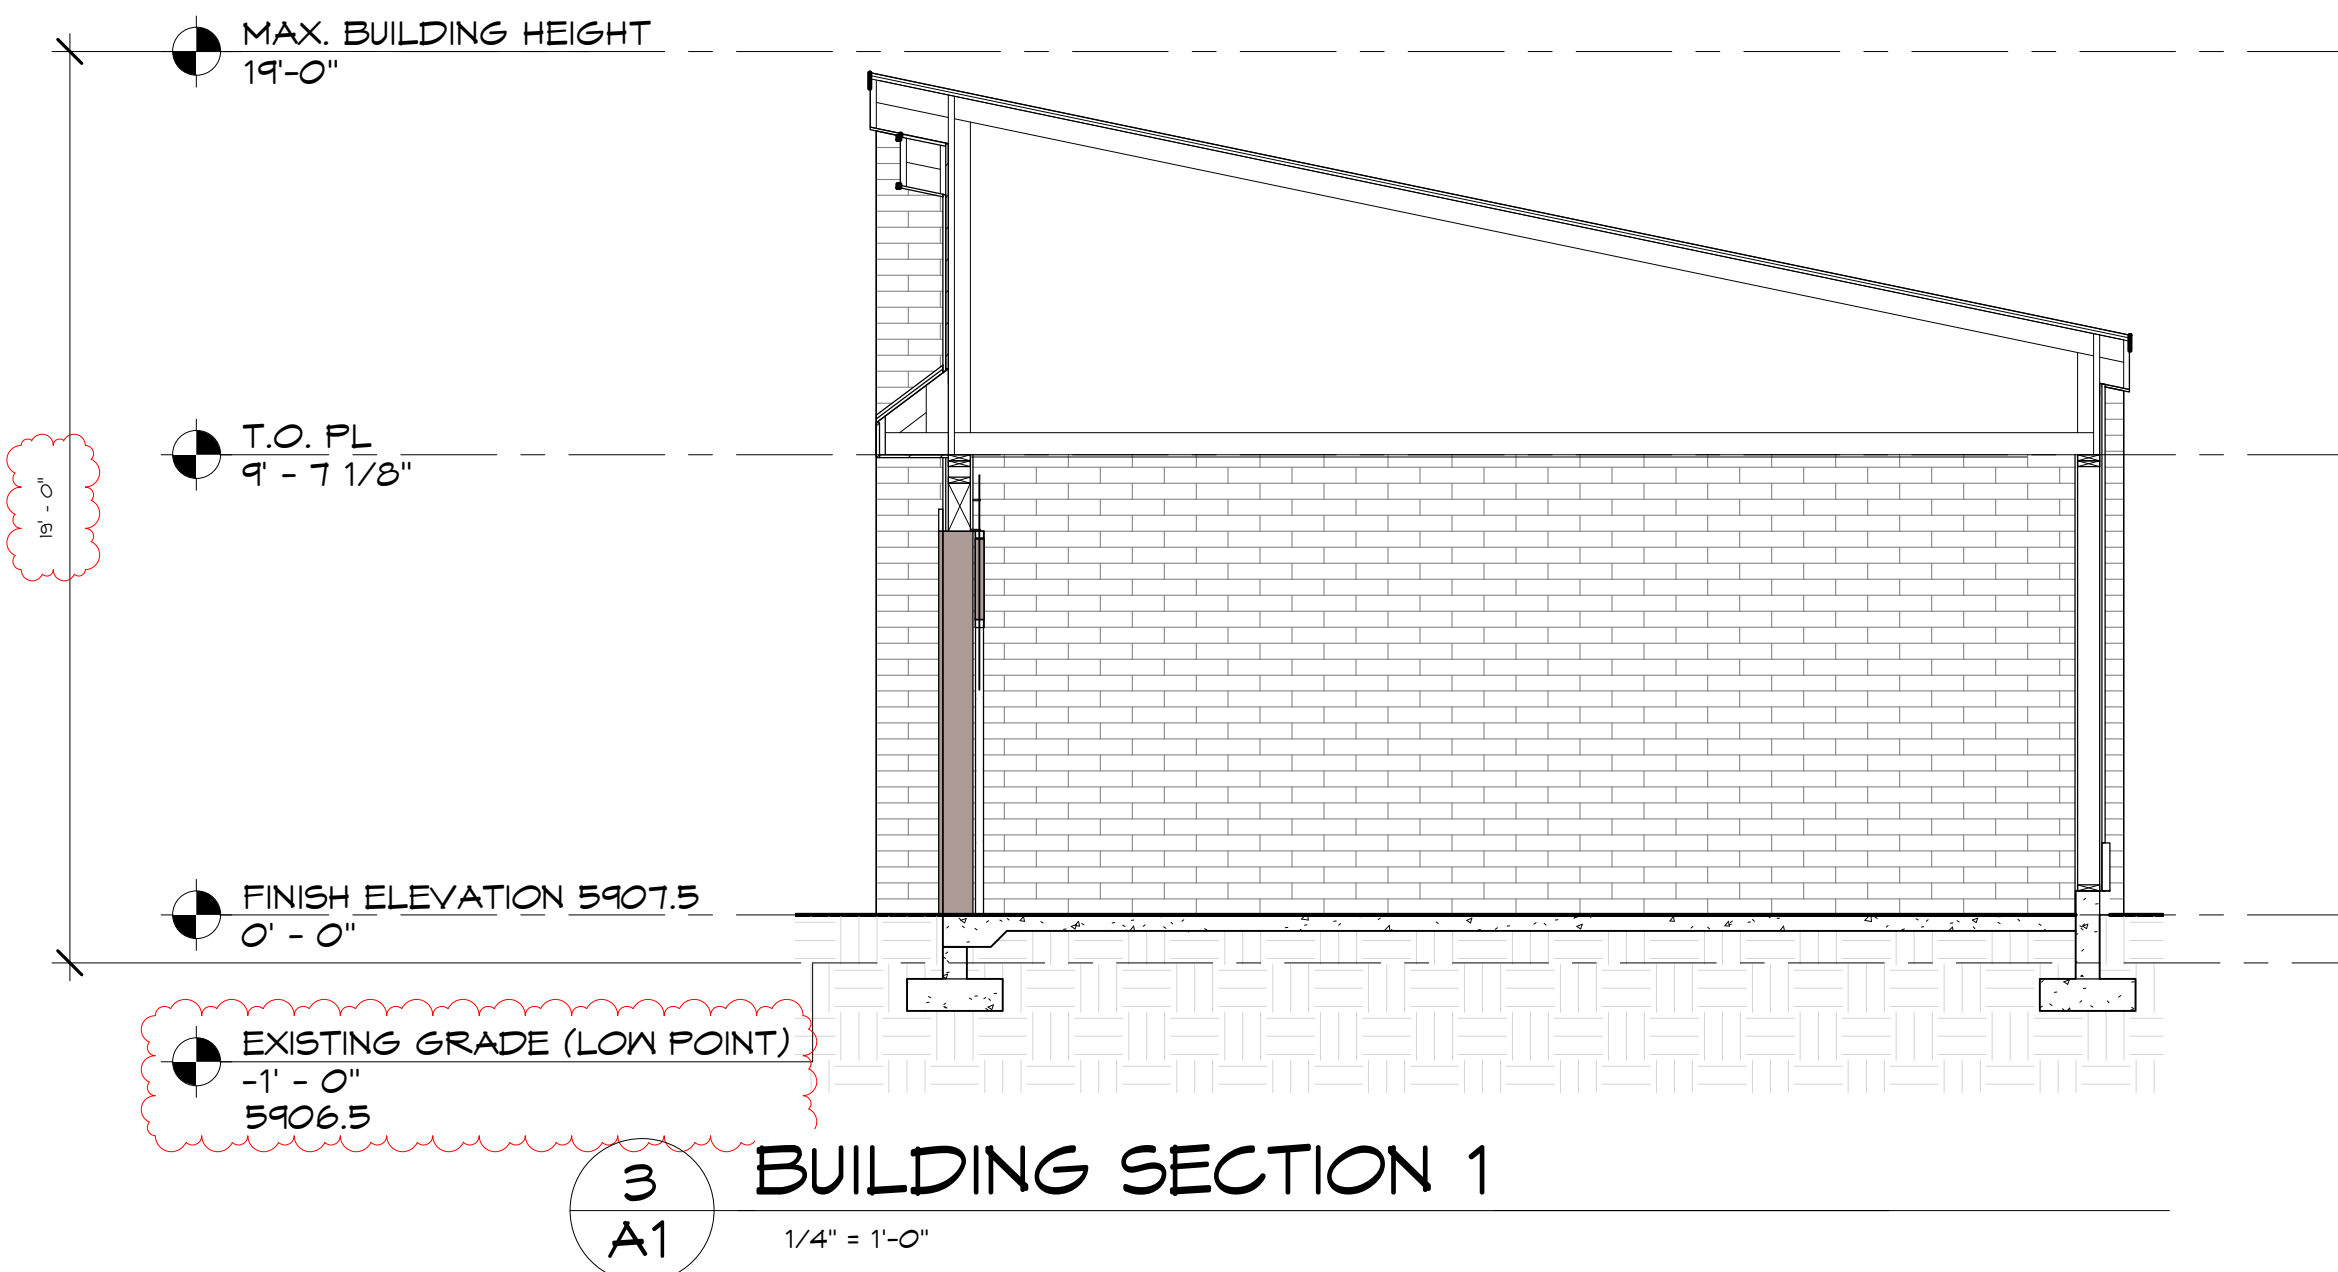 MAX. BUILDING HEIGHT
19'-0"
T.O. PL
9' - 7 1/8"
19' - 0"
FINISH ELEVATION 5907.5
0' - 0"
EXISTING GRADE (LOW POINT)
-1' - 0"
5906.5
3
A1
BUILDING SECTION 1
1/4" = 1'-0"